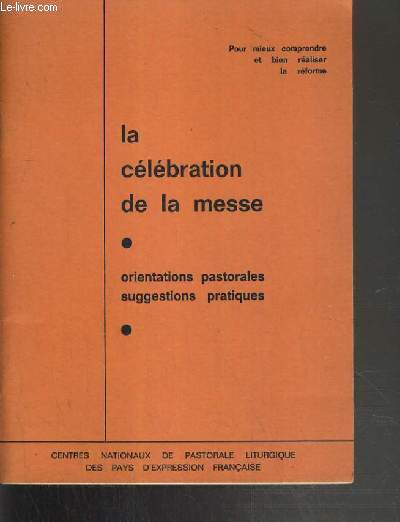 Le-livre.com
Pour mieux comprendre
et bien réaliser
la réforme
la
célébration
de la messe
orientations pastorales
suggestions pratiques
CENTRES NATIONAUX DE PASTORALE LITURGIQUE
DES PAYS D'EXPRESSION FRANÇAISE